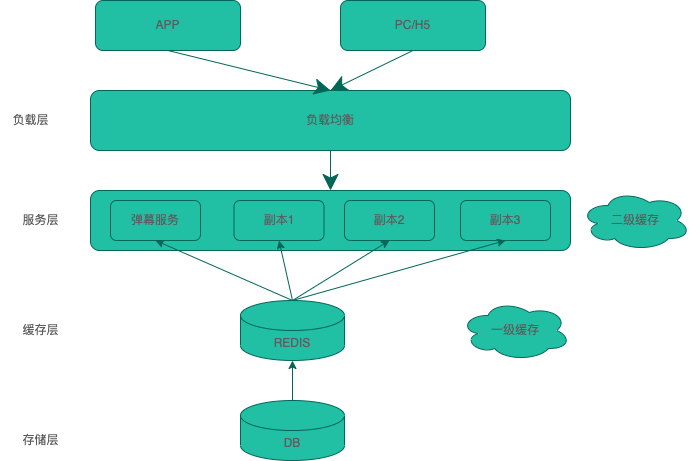 APP
PC/H5
负载层
负载均衡
服务层
弹幕服务
副本1
副本2
副本3
二级缓存
缓存层
REDIS
一级缓存
存储层
DB